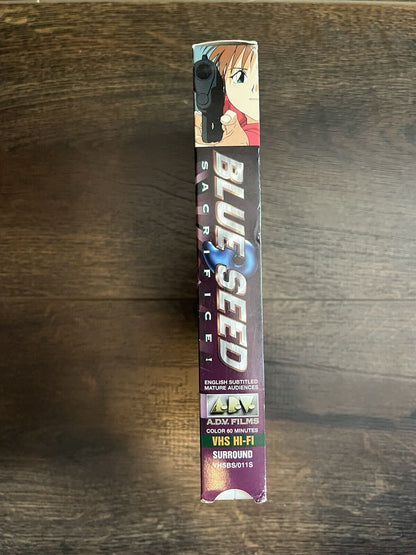 BLUE SEED
SACRIFICE!
ENGLISH SUBTITLED
MATURE AUDIENCES
A.D.V.
A.D.V. FILMS
COLOR 60 MINUTES
VHS HI-FI
SURROUND
VHSBS/011S